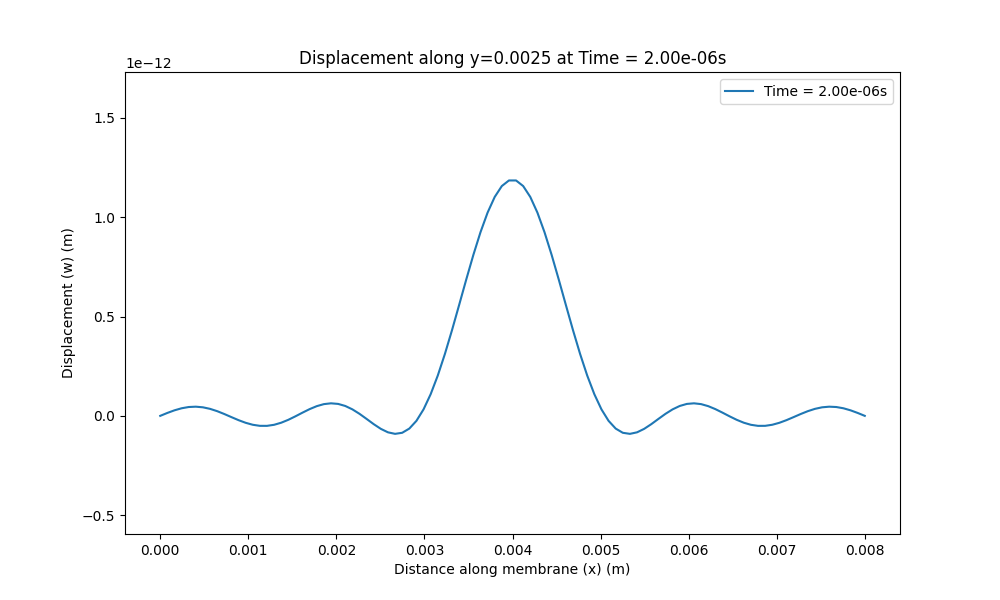 Displacement along y=0.0025 at Time = 2.00e-06s
1e−12
Time = 2.00e-06s
1.5
1.0
0.5
0.0
−0.5
Displacement (w) (m)
0.000 0.001 0.002 0.003 0.004 0.005 0.006 0.007 0.008
Distance along membrane (x) (m)